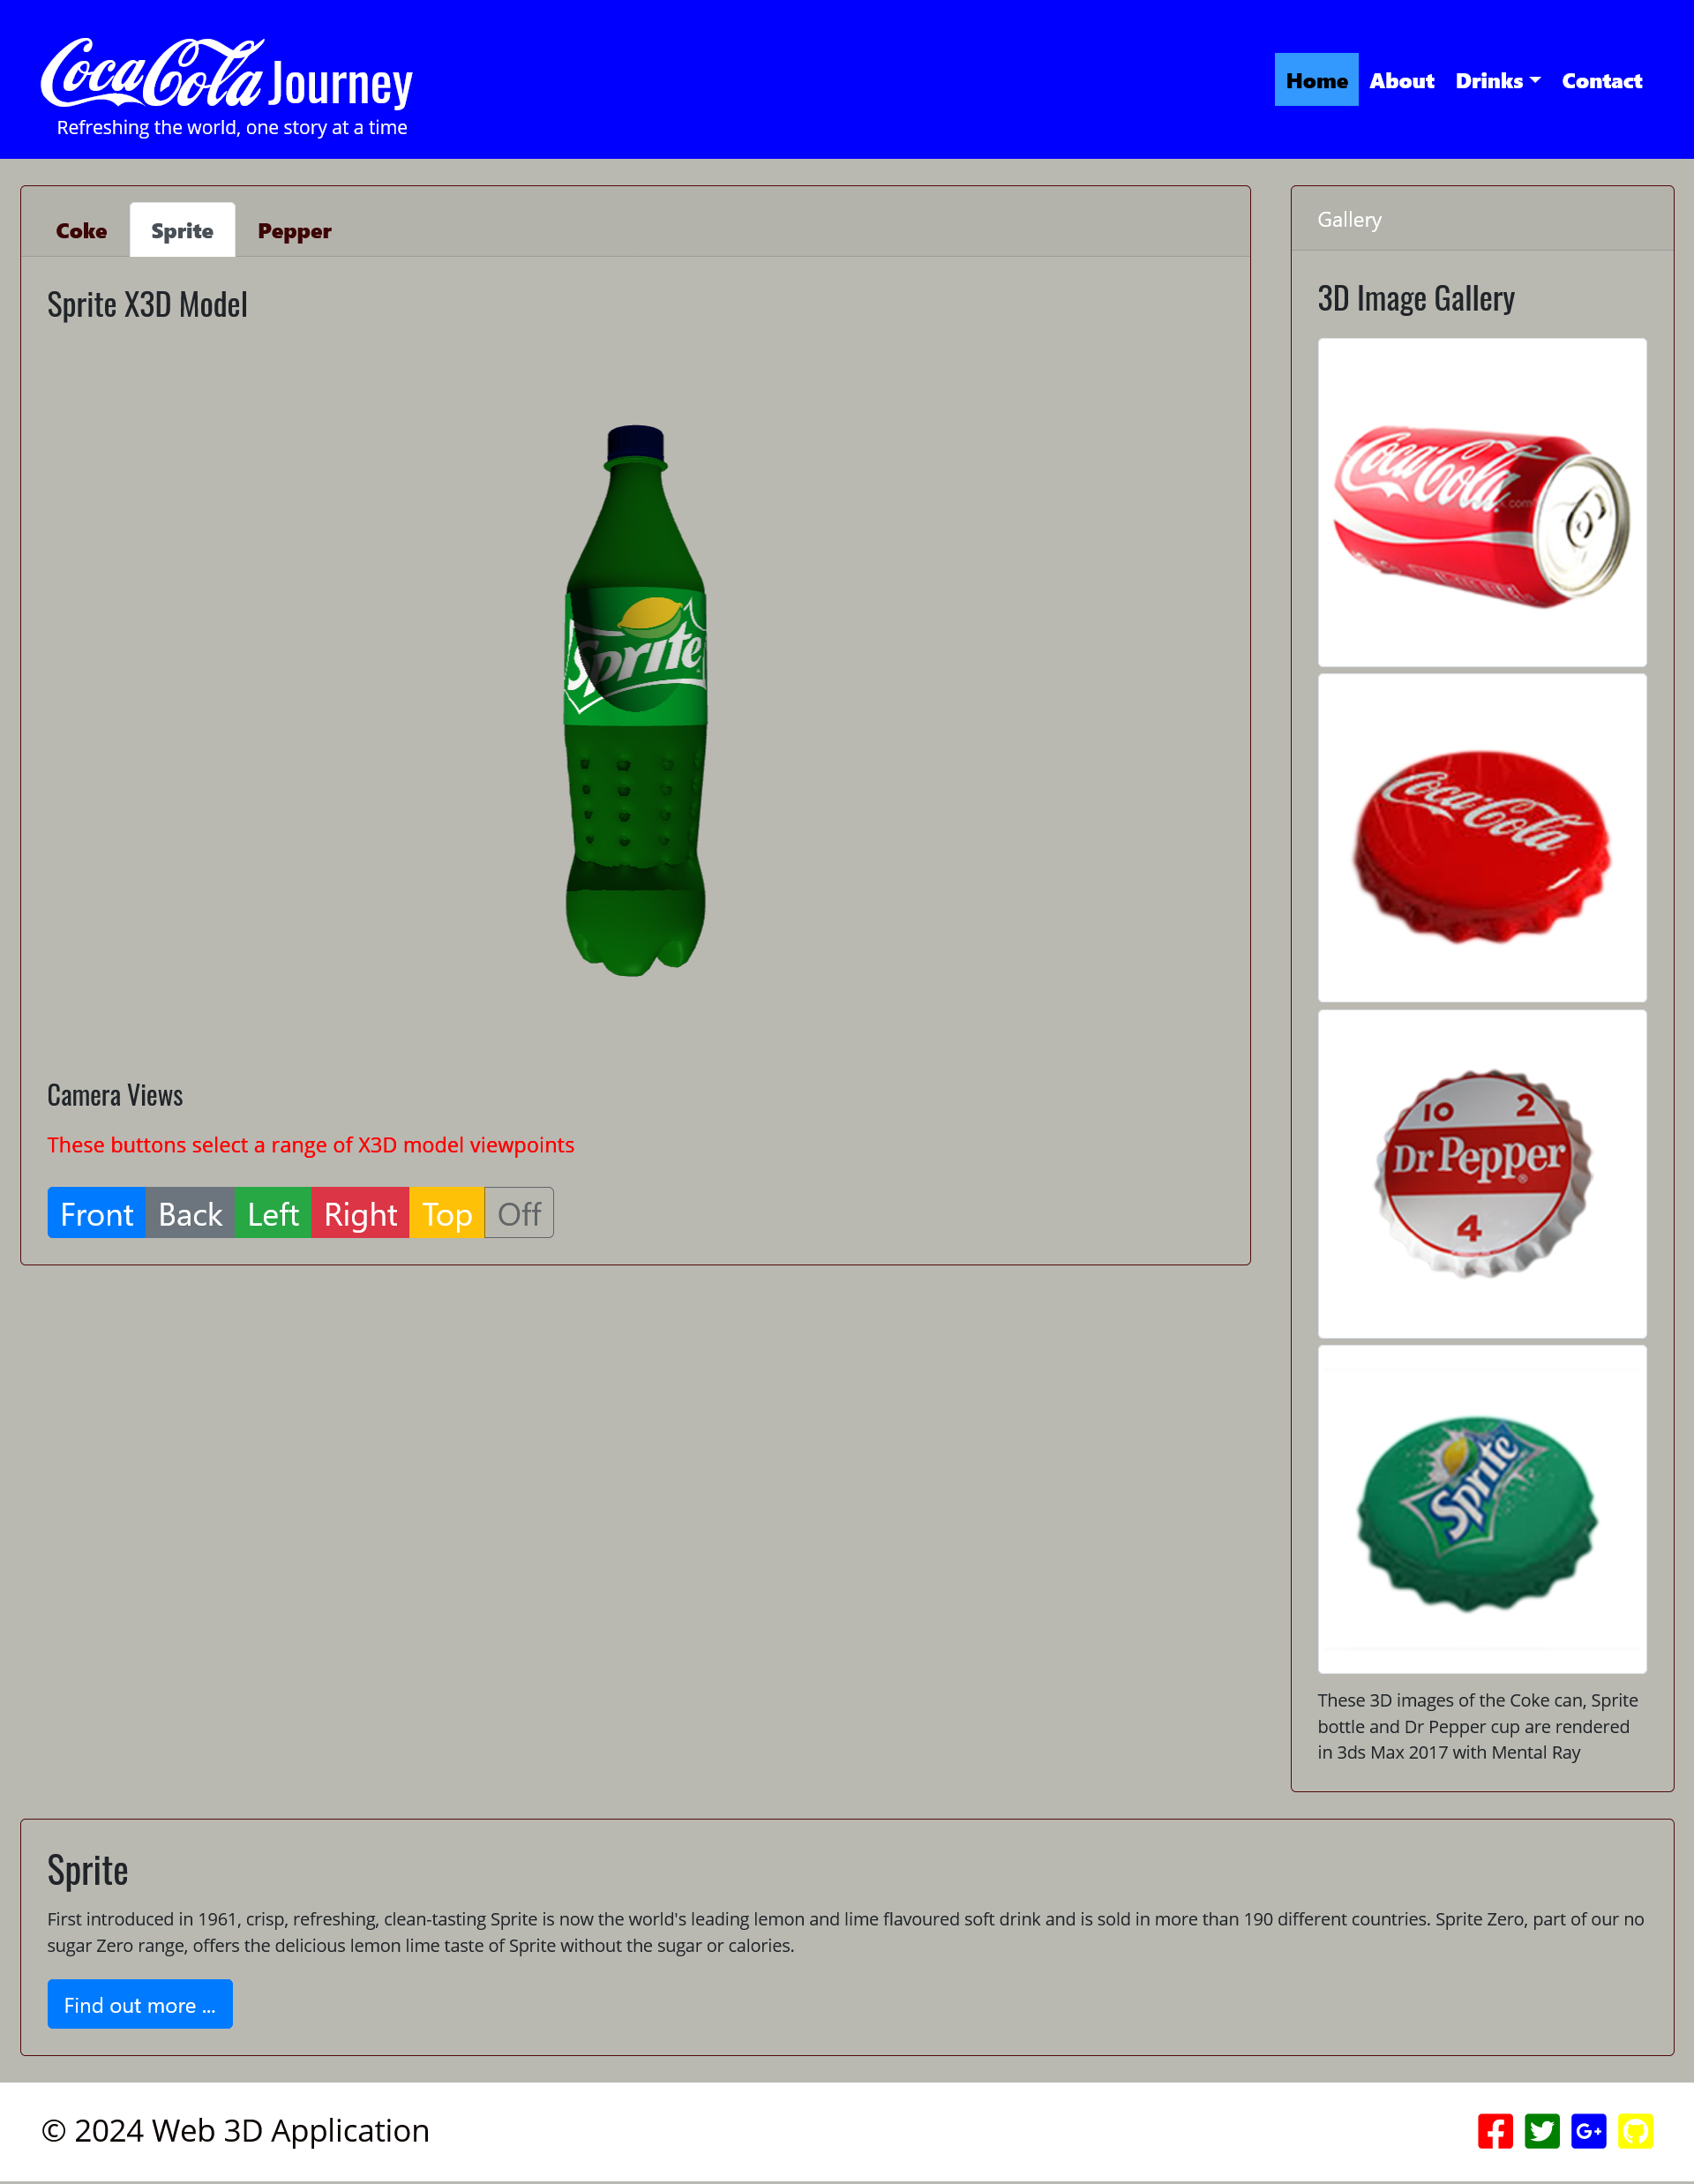 Coca-Cola Journey
Refreshing the world, one story at a time
Home
About
Drinks
Contact
Coke
Sprite
Pepper
Sprite X3D Model
Sprite
Camera Views
These buttons select a range of X3D model viewpoints
Front
Back
Left
Right
Top
Off
Gallery
3D Image Gallery
Coca-Cola
Coca-Cola
10 2
Dr Pepper
4
Sprite
These 3D images of the Coke can, Sprite
bottle and Dr Pepper cup are rendered
in 3ds Max 2017 with Mental Ray
Sprite
First introduced in 1961, crisp, refreshing, clean-tasting Sprite is now the world's leading lemon and lime flavoured soft drink and is sold in more than 190 different countries. Sprite Zero, part of our no
sugar Zero range, offers the delicious lemon lime taste of Sprite without the sugar or calories.
Find out more ...
© 2024 Web 3D Application